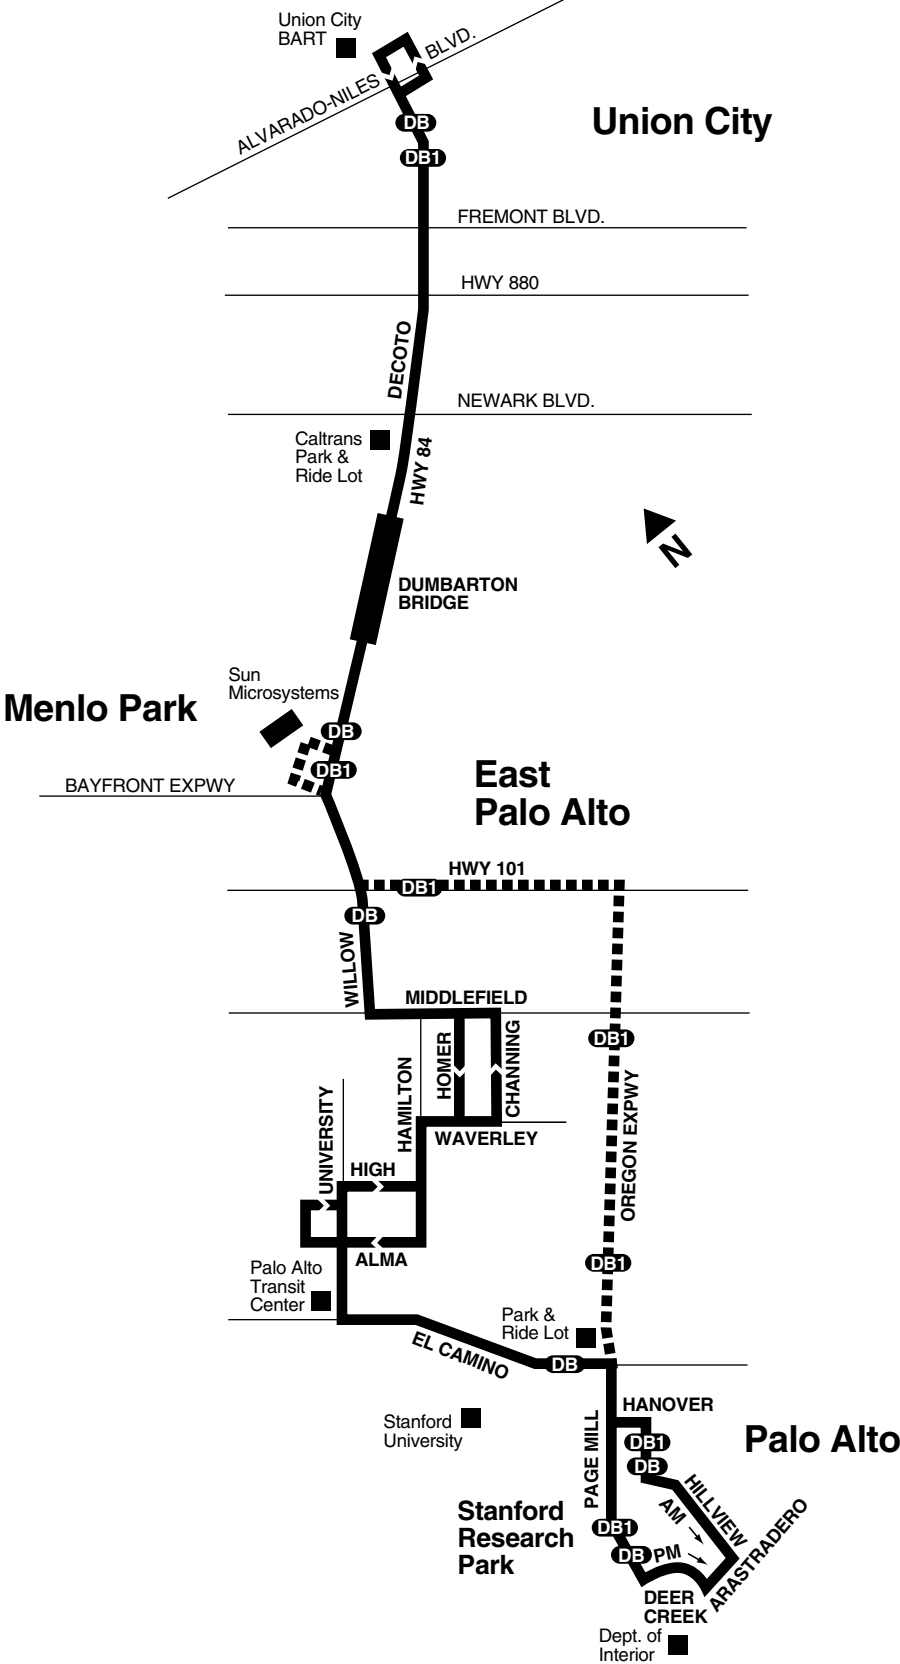 Union City
BART
BLVD.
ALVARADO-NILES
DB
Union City
DB1
FREMONT BLVD.
HWY 880
DECOTO
NEWARK BLVD.
Caltrans
Park &
Ride Lot
HWY 84
N
DUMBARTON
BRIDGE
Sun
Microsystems
Menlo Park
DB
DB1
BAYFRONT EXPWY
East
Palo Alto
HWY 101
DB1
DB
WILLOW
MIDDLEFIELD
HOMER
CHANNING
DB1
HAMILTON
UNIVERSITY
OREGON EXPWY
WAVERLEY
HIGH
ALMA
DB1
Palo Alto
Transit
Center
Park &
Ride Lot
EL CAMINO
DB
HANOVER
Stanford
University
PAGE MILL
DB1
DB
Palo Alto
HILLVIEW
AM
ARASTRADERO
Stanford
Research
Park
DB1
DB
PM
DEER
CREEK
Dept. of
Interior